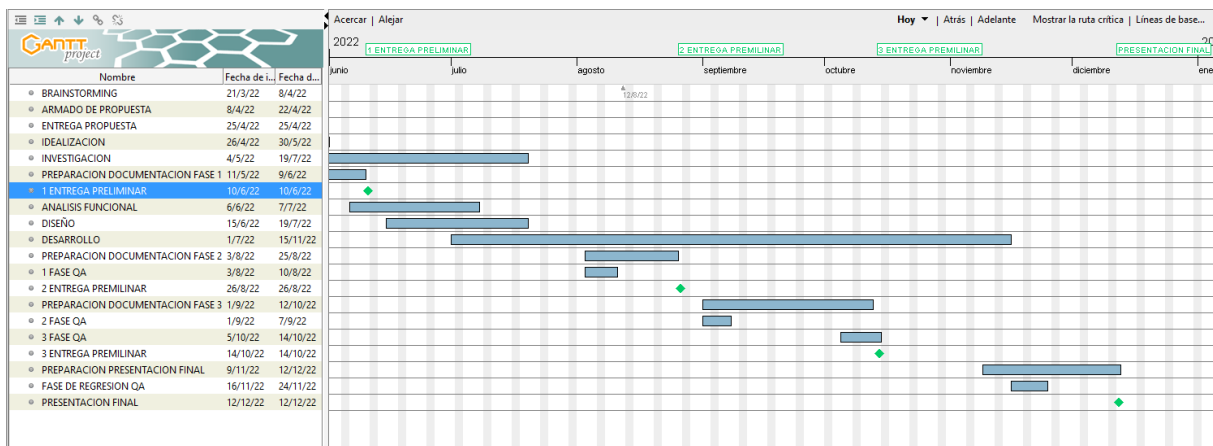 Acercar | Alejar
Hoy ▼ | Atrás | Adelante Mostrar la ruta crítica | Líneas de base...
GANTT
project
2022
20
1 ENTREGA PRELIMINAR
2 ENTREGA PREMILINAR
3 ENTREGA PREMILINAR
PRESENTACION FINAL
junio julio agosto septiembre octubre noviembre diciembre ene
12/8/22
Nombre Fecha de i... Fecha d...
BRAINSTORMING 21/3/22 8/4/22
ARMADO DE PROPUESTA 8/4/22 22/4/22
ENTREGA PROPUESTA 25/4/22 25/4/22
IDEALIZACION 26/4/22 30/5/22
INVESTIGACION 4/5/22 19/7/22
PREPARACION DOCUMENTACION FASE 1 11/5/22 9/6/22
1 ENTREGA PRELIMINAR 10/6/22 10/6/22
ANALISIS FUNCIONAL 6/6/22 7/7/22
DISEÑO 15/6/22 19/7/22
DESARROLLO 1/7/22 15/11/22
PREPARACION DOCUMENTACION FASE 2 3/8/22 25/8/22
1 FASE QA 3/8/22 10/8/22
2 ENTREGA PREMILINAR 26/8/22 26/8/22
PREPARACION DOCUMENTACION FASE 3 1/9/22 12/10/22
2 FASE QA 1/9/22 7/9/22
3 FASE QA 5/10/22 14/10/22
3 ENTREGA PREMILINAR 14/10/22 14/10/22
PREPARACION PRESENTACION FINAL 9/11/22 12/12/22
FASE DE REGRESION QA 16/11/22 24/11/22
PRESENTACION FINAL 12/12/22 12/12/22